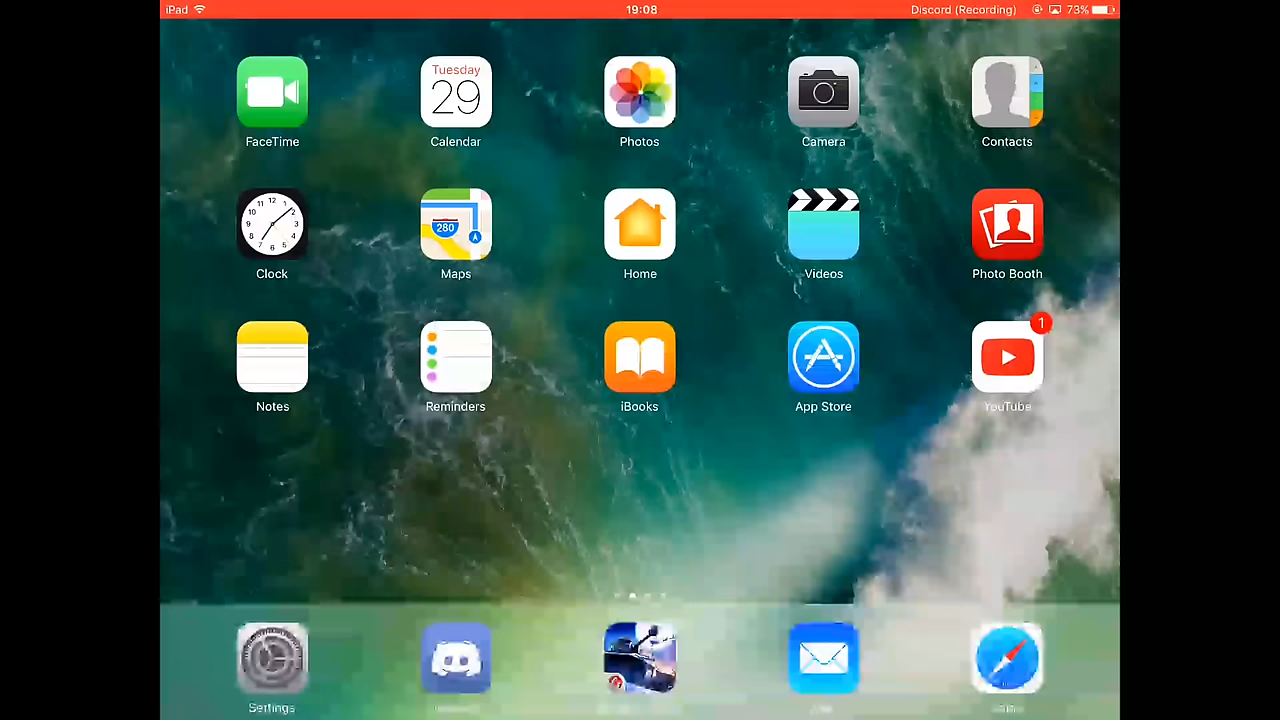 iPad 19:08 Discord (Recording) 73%
Tuesday
29
FaceTime Calendar Photos Camera Contacts
280
Clock Maps Home Videos Photo Booth
1
Notes Reminders iBooks App Store YouTube
Settings